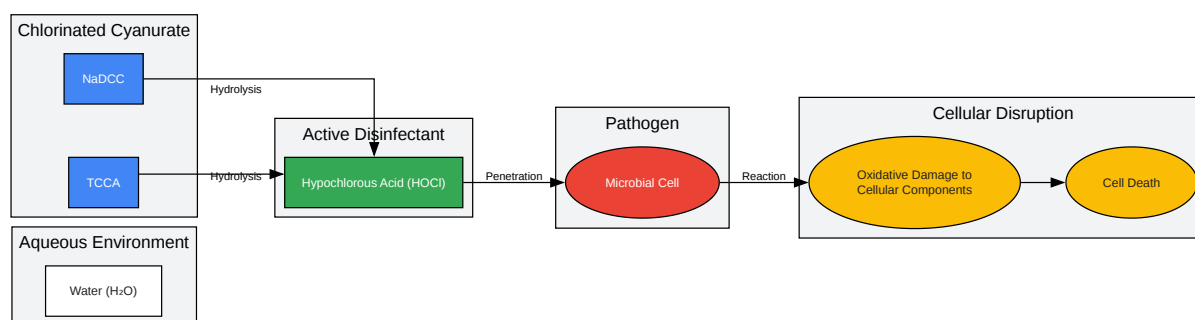 Chlorinated Cyanurate
NaDCC
Hydrolysis
TCCA
Hydrolysis
Active Disinfectant
Hypochlorous Acid (HOCl)
Penetration
Pathogen
Microbial Cell
Reaction
Cellular Disruption
Oxidative Damage to
Cellular Components
Cell Death
Aqueous Environment
Water (H₂O)